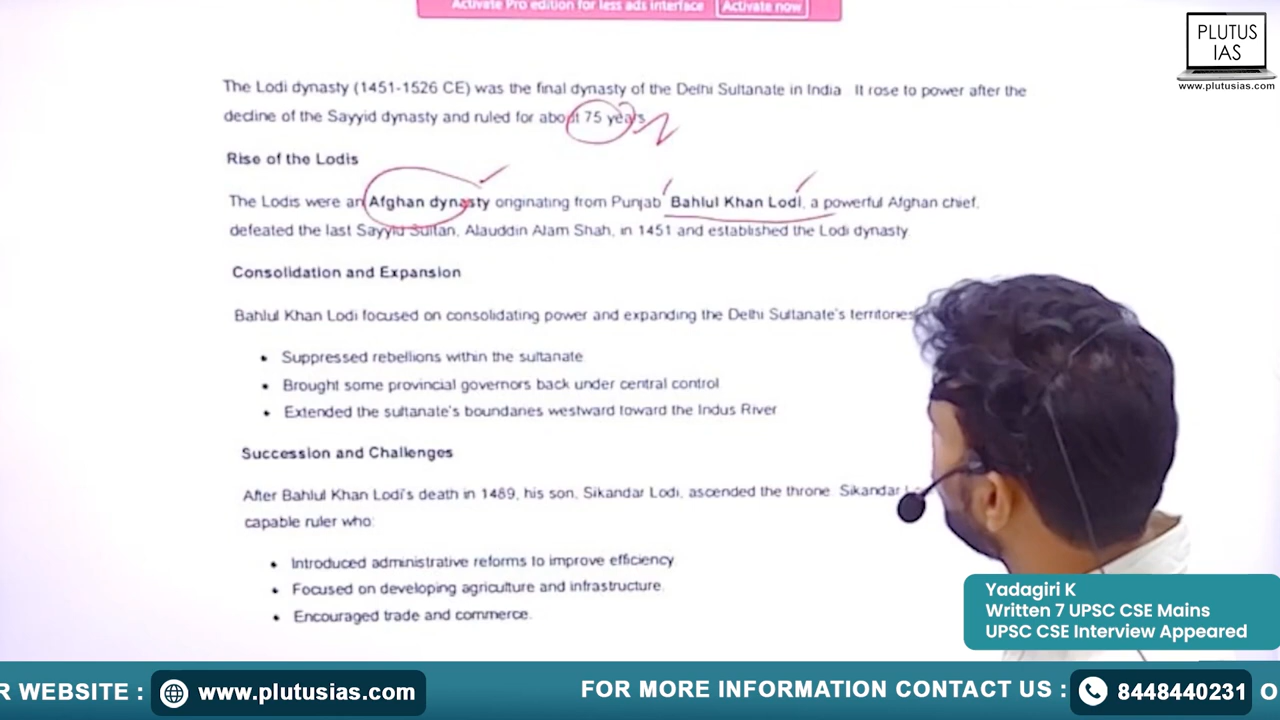 Activate Pro edition for less ads interface Activate now
PLUTUS
IAS
www.plutusias.com
The Lodi dynasty (1451-1526 CE) was the final dynasty of the Delhi Sultanate in India It rose to power after the
decline of the Sayyid dynasty and ruled for about 75 years
Rise of the Lodis
The Lodis were an Afghan dynasty originating from Punjab Bahlul Khan Lodi, a powerful Afghan chief,
defeated the last Sayyid Sultan, Alauddin Alam Shah, in 1451 and established the Lodi dynasty
Consolidation and Expansion
Bahlul Khan Lodi focused on consolidating power and expanding the Delhi Sultanate's territories
• Suppressed rebellions within the sultanate
• Brought some provincial governors back under central control
• Extended the sultanate's boundaries westward toward the Indus River
Succession and Challenges
After Bahlul Khan Lodi's death in 1489, his son, Sikandar Lodi, ascended the throne. Sikandar
capable ruler who:
• Introduced administrative reforms to improve efficiency
• Focused on developing agriculture and infrastructure.
• Encouraged trade and commerce.
Yadagiri K
Written 7 UPSC CSE Mains
UPSC CSE Interview Appeared
R WEBSITE : www.plutusias.com FOR MORE INFORMATION CONTACT US : 8448440231 O